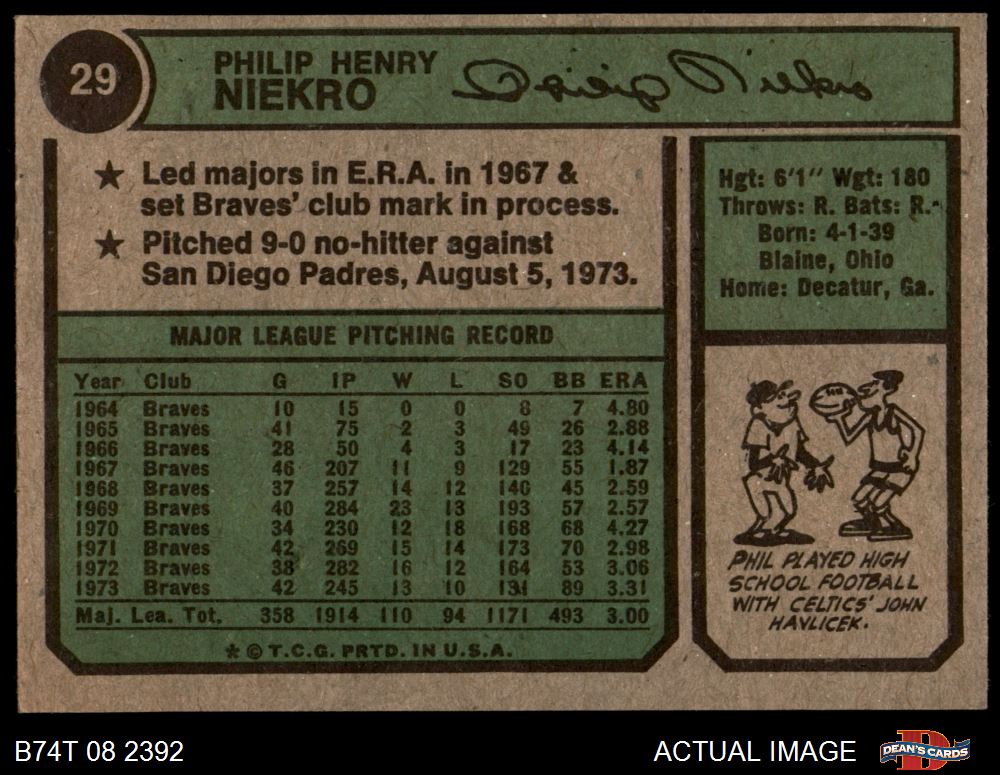 29
PHILIP HENRY
NIEKRO
★ Led majors in E.R.A. in 1967 &
set Braves' club mark in process.
★ Pitched 9-0 no-hitter against
San Diego Padres, August 5, 1973.
Hgt: 6'1" Wgt: 180
Throws: R. Bats: R.
Born: 4-1-39
Blaine, Ohio
Home: Decatur, Ga.
MAJOR LEAGUE PITCHING RECORD
Year Club G IP W L SO BB ERA
1964 Braves 10 15 0 0 8 7 4.80
1965 Braves 41 75 2 3 49 26 2.88
1966 Braves 28 50 4 3 17 23 4.14
1967 Braves 46 207 11 9 129 55 1.87
1968 Braves 37 257 14 12 140 45 2.59
1969 Braves 40 284 23 13 193 57 2.57
1970 Braves 34 230 12 18 168 68 4.27
1971 Braves 42 269 15 14 173 70 2.98
1972 Braves 38 282 16 12 164 53 3.06
1973 Braves 42 245 13 10 131 89 3.31
Maj. Lea. Tot. 358 1914 110 94 1171 493 3.00
★ © T.C.G. PRTD. IN U.S.A.
PHIL PLAYED HIGH
SCHOOL FOOTBALL
WITH CELTICS' JOHN
HAVLICEK.
B74T 08 2392
ACTUAL IMAGE
DEAN'S CARDS